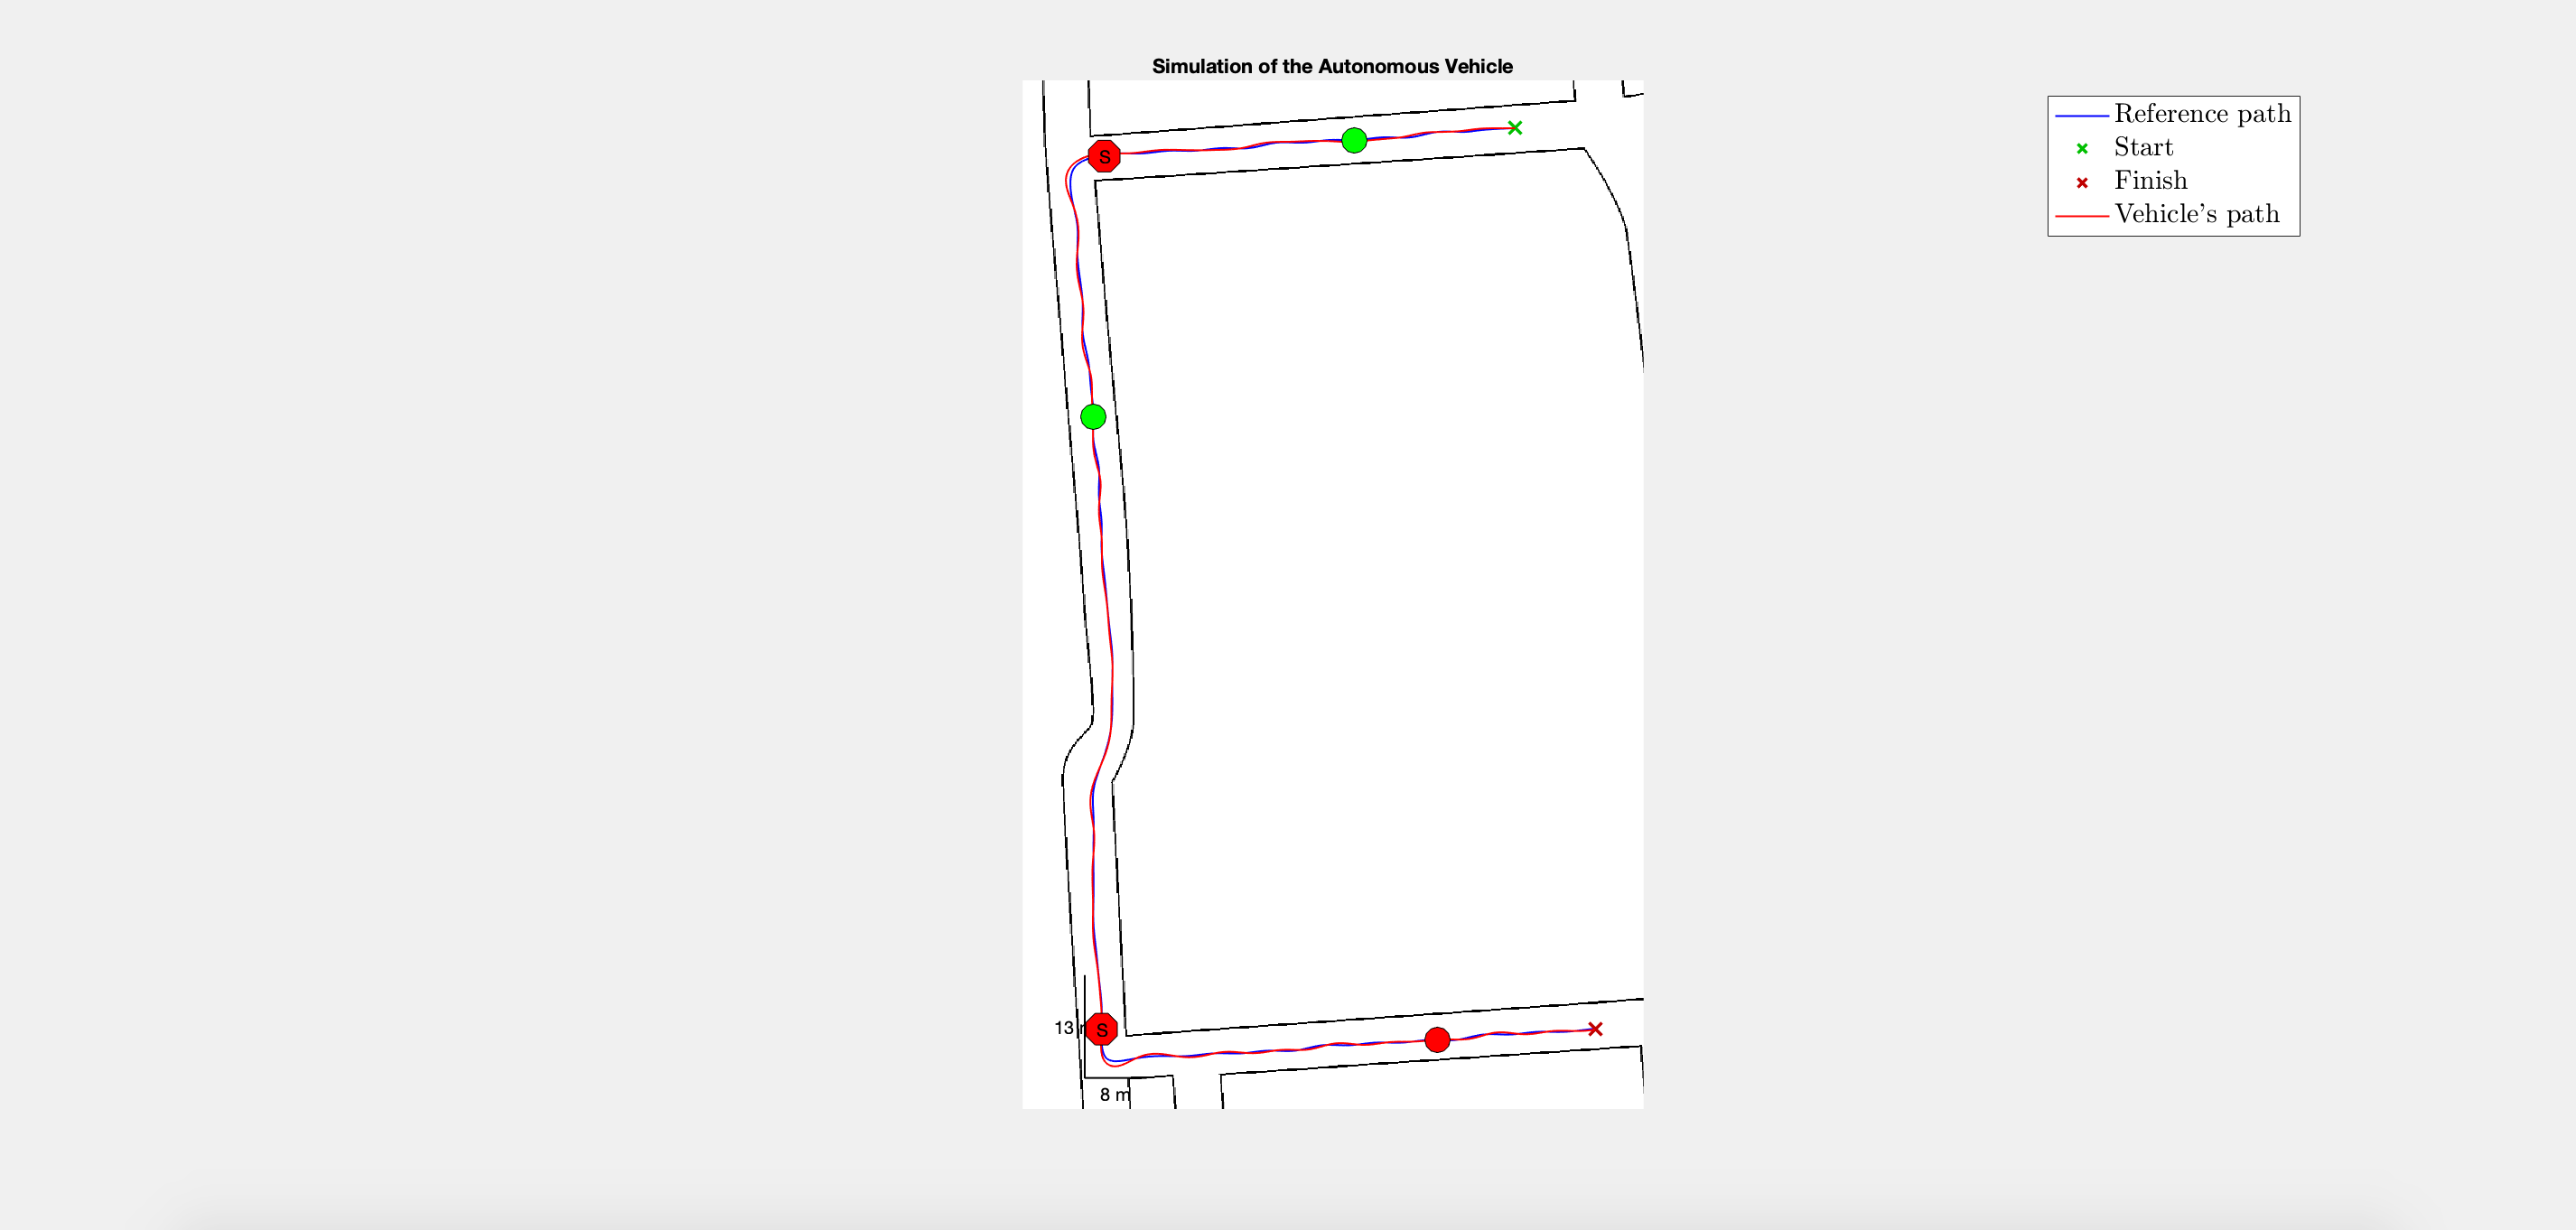 Simulation of the Autonomous Vehicle
Reference path
Start
Finish
Vehicle's path
S
13
S
8 m